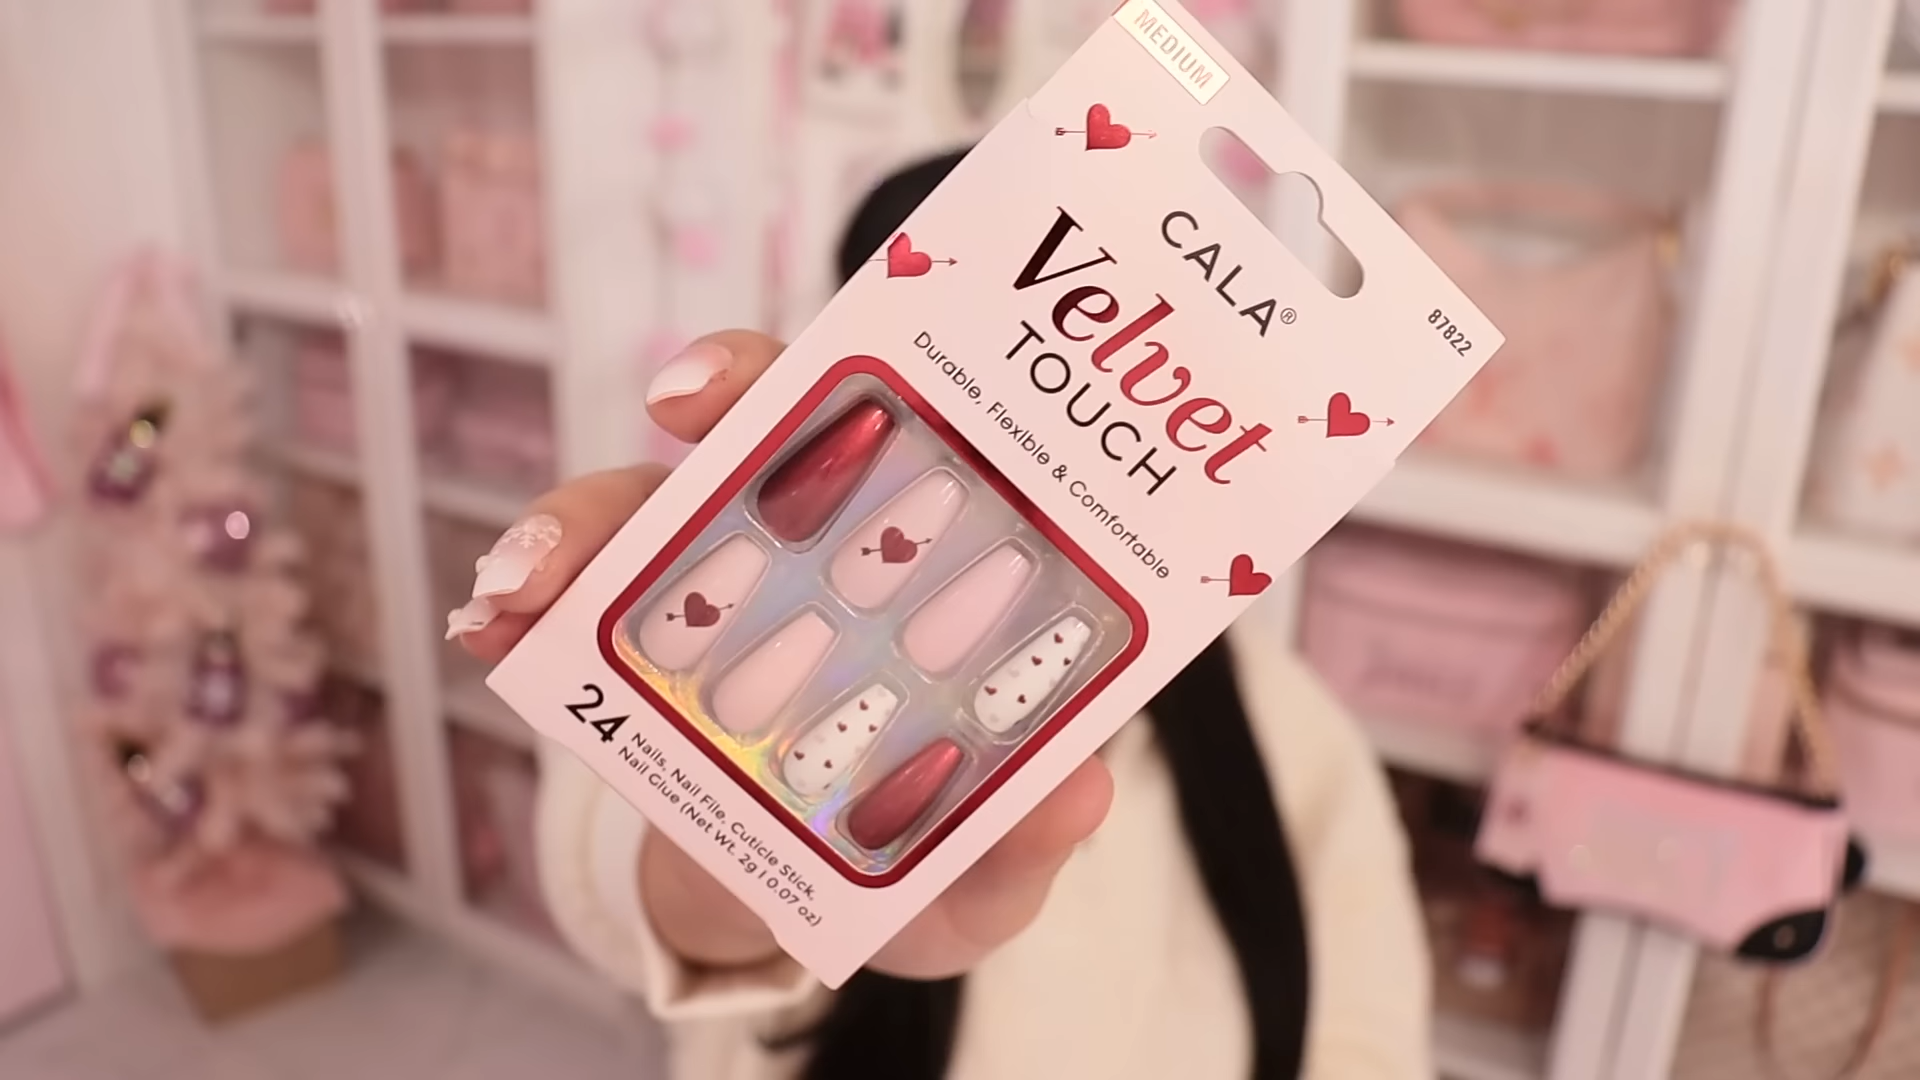 MEDIUM
CALA®
Velvet
TOUCH
Durable, Flexible & Comfortable
87822
24
Nails, Nail File, Cuticle Stick,
Nail Glue (Net Wt. 2g / 0.07 oz)